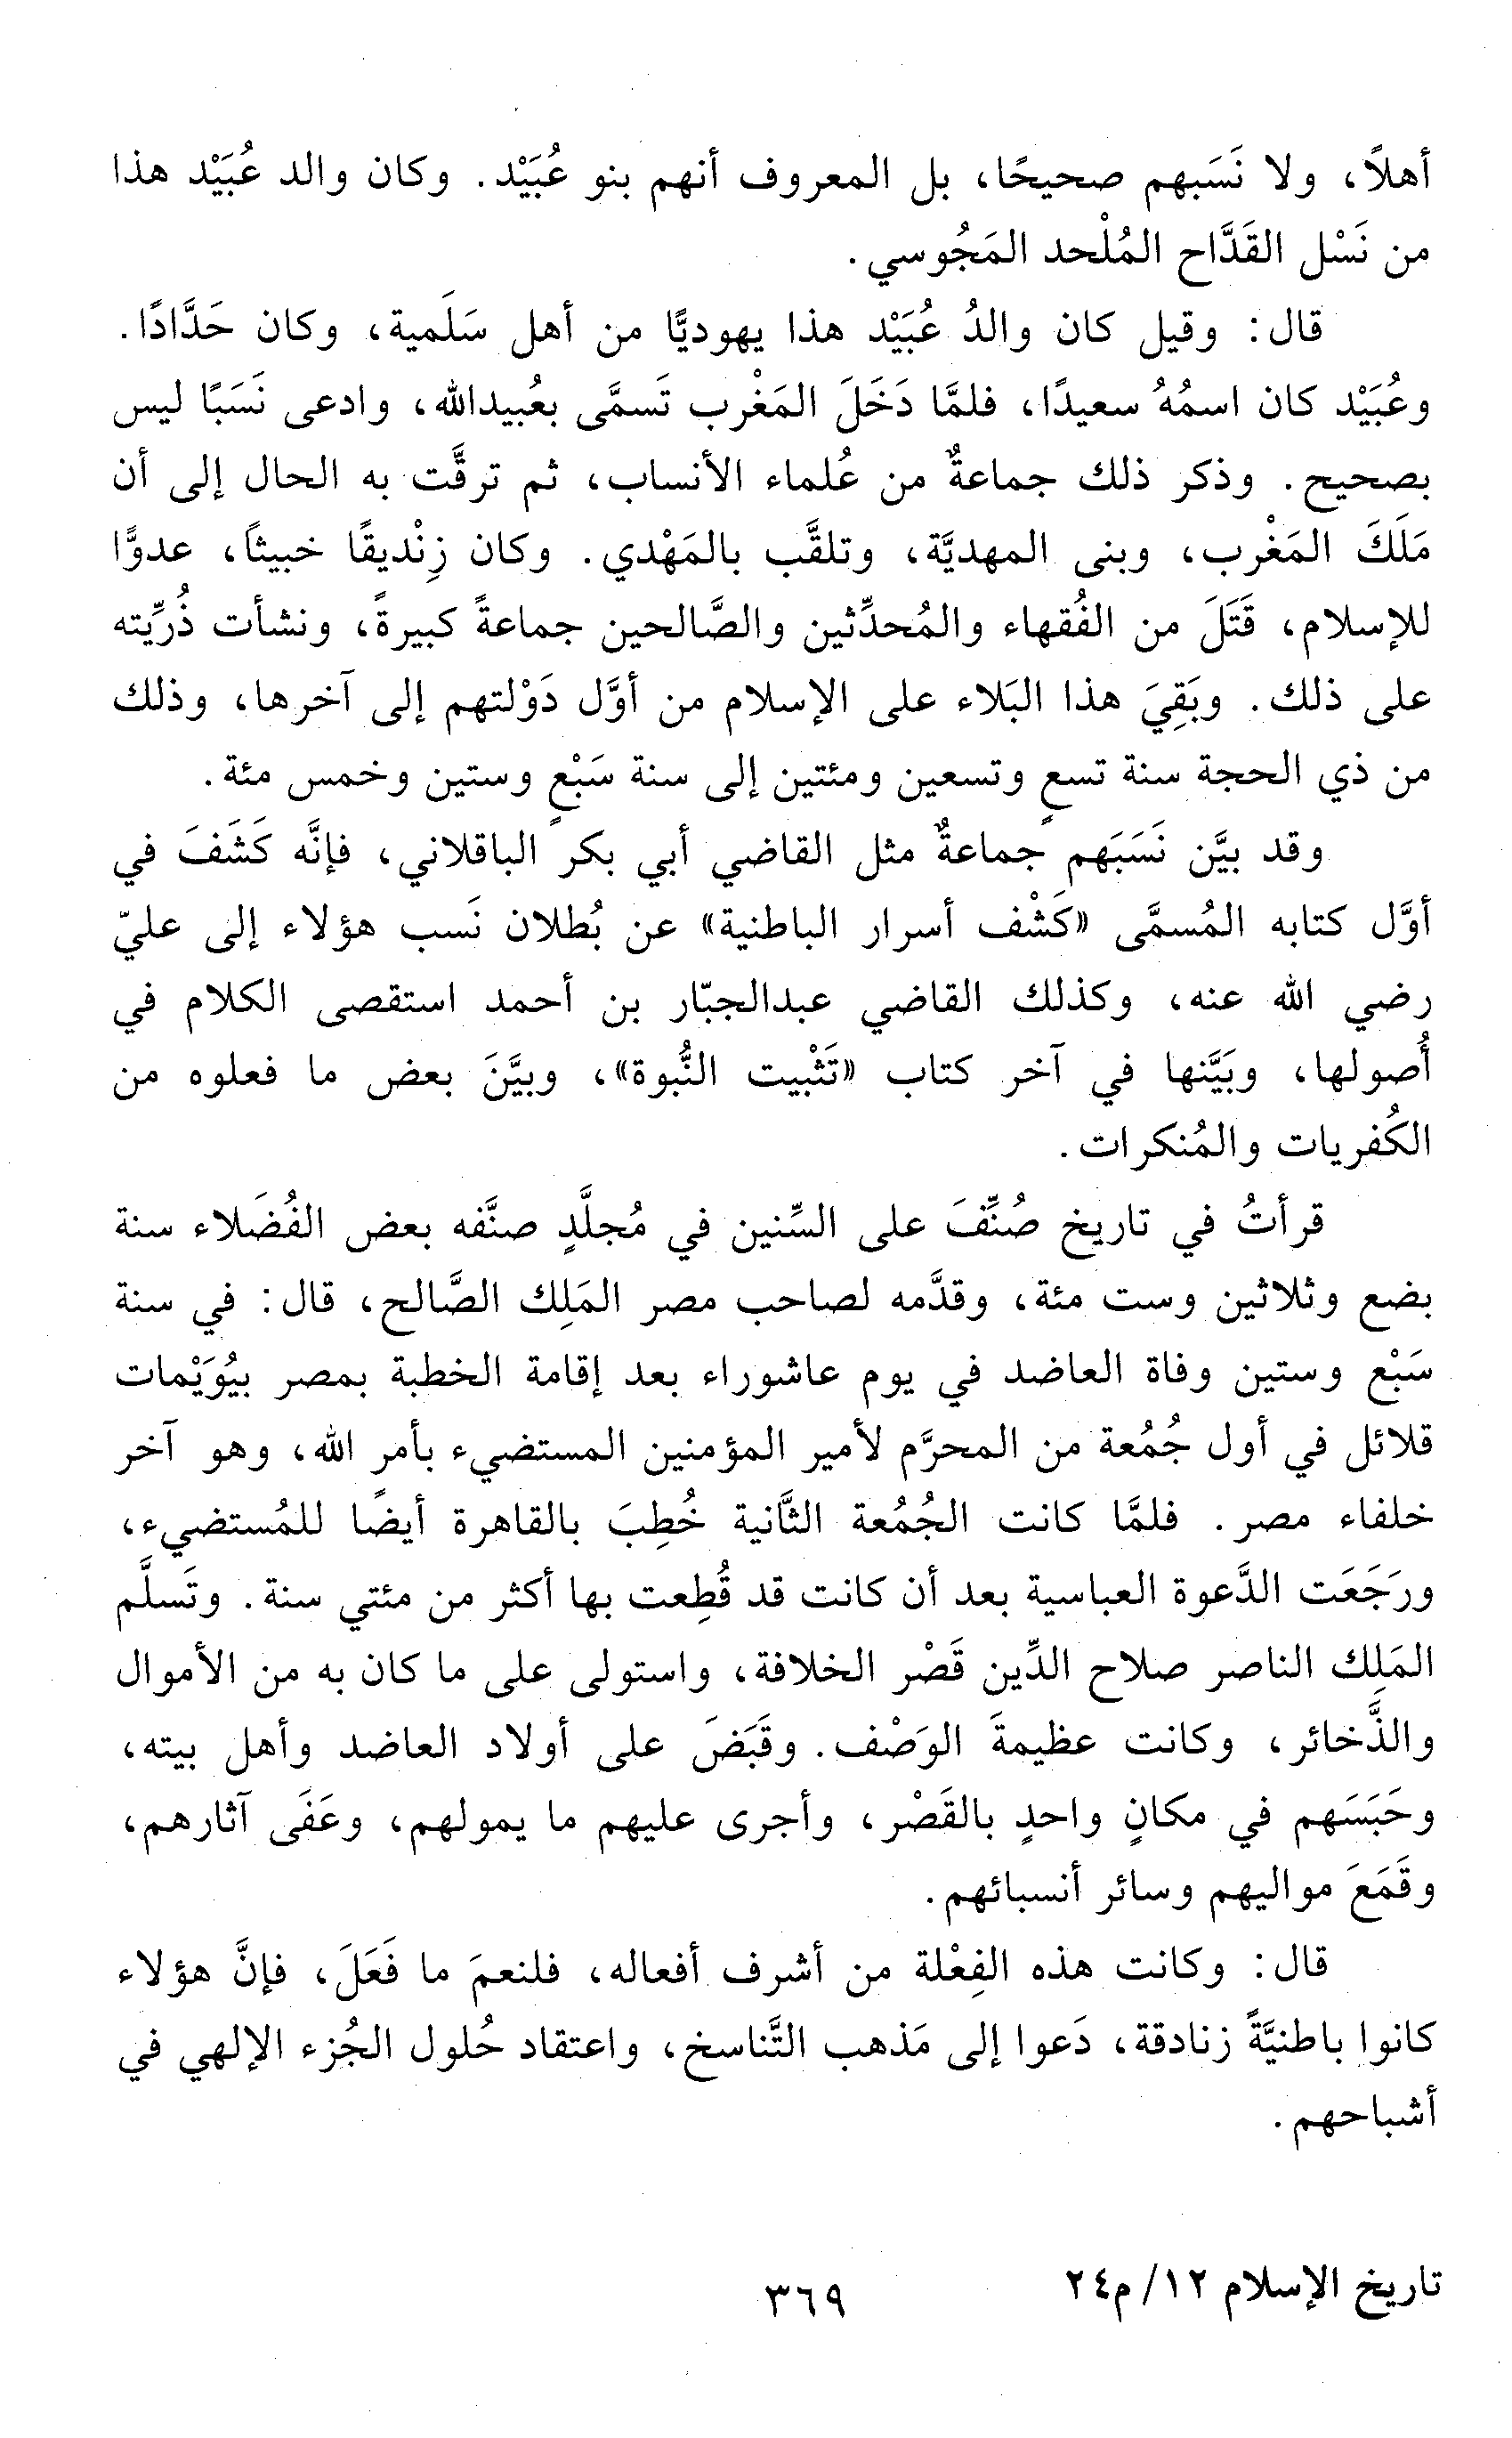 أهلاً، ولا نَسَبهم صحيحًا، بل المعروف أنهم بنو عُبَيْد. وكان والد عُبَيْد هذا
من نَسْل القَدَّاح المُلْحد المَجُوسي.
قال: وقيل كان والدُ عُبَيْد هذا يهوديًّا من أهل سَلَمية، وكان حَدَّادًا.
وعُبَيْد كان اسمُهُ سعيدًا، فلمَّا دَخَلَ المَغْرب تَسمَّى بعُبيدالله، وادعى نَسَبًا ليس
بصحيح. وذكر ذلك جماعةٌ من عُلماء الأنساب، ثم ترقَّت به الحال إلى أن
مَلَكَ المَغْرب، وبنى المهديَّة، وتلقَّب بالمَهْدي. وكان زِنْديقًا خبيثًا، عدوًّا
للإسلام، قَتَلَ من الفُقهاء والمُحدِّثين والصَّالحين جماعةً كبيرةً، ونشأت ذُرِّيته
على ذلك. وبَقِيَ هذا البَلاء على الإسلام من أوَّل دَوْلتهم إلى آخرها، وذلك
من ذي الحجة سنة تسعٍ وتسعين ومئتين إلى سنة سَبْعٍ وستين وخمس مئة.
وقد بيَّن نَسَبَهم جماعةٌ مثل القاضي أبي بكر الباقلاني، فإنَّه كَشَفَ في
أوَّل كتابه المُسمَّى «كَشْف أسرار الباطنية» عن بُطلان نَسب هؤلاء إلى عليّ
رضي الله عنه، وكذلك القاضي عبدالجبّار بن أحمد استقصى الكلام في
أُصولها، وبَيَّنها في آخر كتاب «تَثْبيت النُّبوة»، وبيَّنَ بعض ما فعلوه من
الكُفريات والمُنكرات.
قرأتُ في تاريخ صُنِّفَ على السِّنين في مُجلَّدٍ صنَّفه بعض الفُضَلاء سنة
بضع وثلاثين وست مئة، وقدَّمه لصاحب مصر المَلِك الصَّالح، قال: في سنة
سَبْع وستين وفاة العاضد في يوم عاشوراء بعد إقامة الخطبة بمصر بيُوَيْمات
قلائل في أول جُمُعة من المحرَّم لأمير المؤمنين المستضيء بأمر الله، وهو آخر
خلفاء مصر. فلمَّا كانت الجُمُعة الثَّانية خُطِبَ بالقاهرة أيضًا للمُستضيء،
ورَجَعَت الدَّعوة العباسية بعد أن كانت قد قُطِعت بها أكثر من مئتي سنة. وتَسلَّم
المَلِك الناصر صلاح الدِّين قَصْر الخلافة، واستولى على ما كان به من الأموال
والذَّخائر، وكانت عظيمةَ الوَصْف. وقَبَضَ على أولاد العاضد وأهل بيته،
وحَبَسَهم في مكانٍ واحدٍ بالقَصْر، وأجرى عليهم ما يمولهم، وعَفَى آثارهم،
وقَمَعَ مواليهم وسائر أنسبائهم.
قال: وكانت هذه الفِعْلة من أشرف أفعاله، فلنعمَ ما فَعَلَ، فإنَّ هؤلاء
كانوا باطنيَّةً زنادقة، دَعوا إلى مَذهب التَّناسخ، واعتقاد حُلول الجُزء الإلهي في
أشباحهم.
تاريخ الإسلام ١٢/ م٢٤
٣٦٩